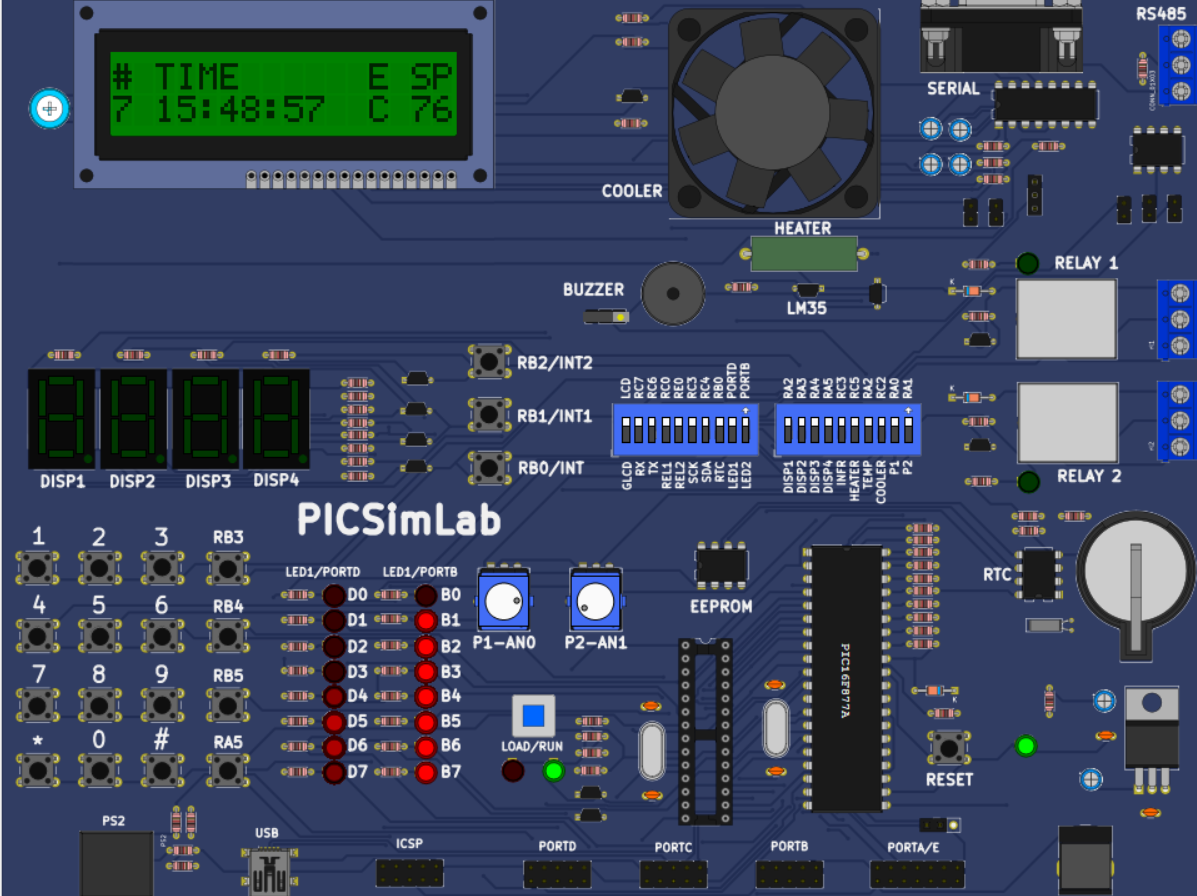 RS485
# TIME E SP
7 15:48:57 C 76
SERIAL
CONN_01X03
COOLER
HEATER
RELAY 1
BUZZER
LM35
K
RB2/INT2
RB1/INT1
RB0/INT
LCD RC7 RC6 RC0 RE0 RC3 RC4 RB0 PORTD PORTB
GLCD RX TX REL1 REL2 SCK SDA RTC LED1 LED2
RA2 RA3 RA4 RA5 RC3 RC5 RA2 RC2 RA0 RA1
DISP1 DISP2 DISP3 DISP4 INFR HEATER TEMP COOLER P1 P2
K
RELAY 2
DISP1 DISP2 DISP3 DISP4
PICSimLab
1 2 3 RB3
4 5 6 RB4
7 8 9 RB5
* 0 # RA5
LED1/PORTD LED1/PORTB
D0 B0
D1 B1
D2 B2
D3 B3
D4 B4
D5 B5
D6 B6
D7 B7
P1-AN0 P2-AN1
EEPROM
RTC
PIC16F877A
LOAD/RUN
K
RESET
PS2
PS2
USB
ICSP
PORTD
PORTC
PORTB
PORTA/E